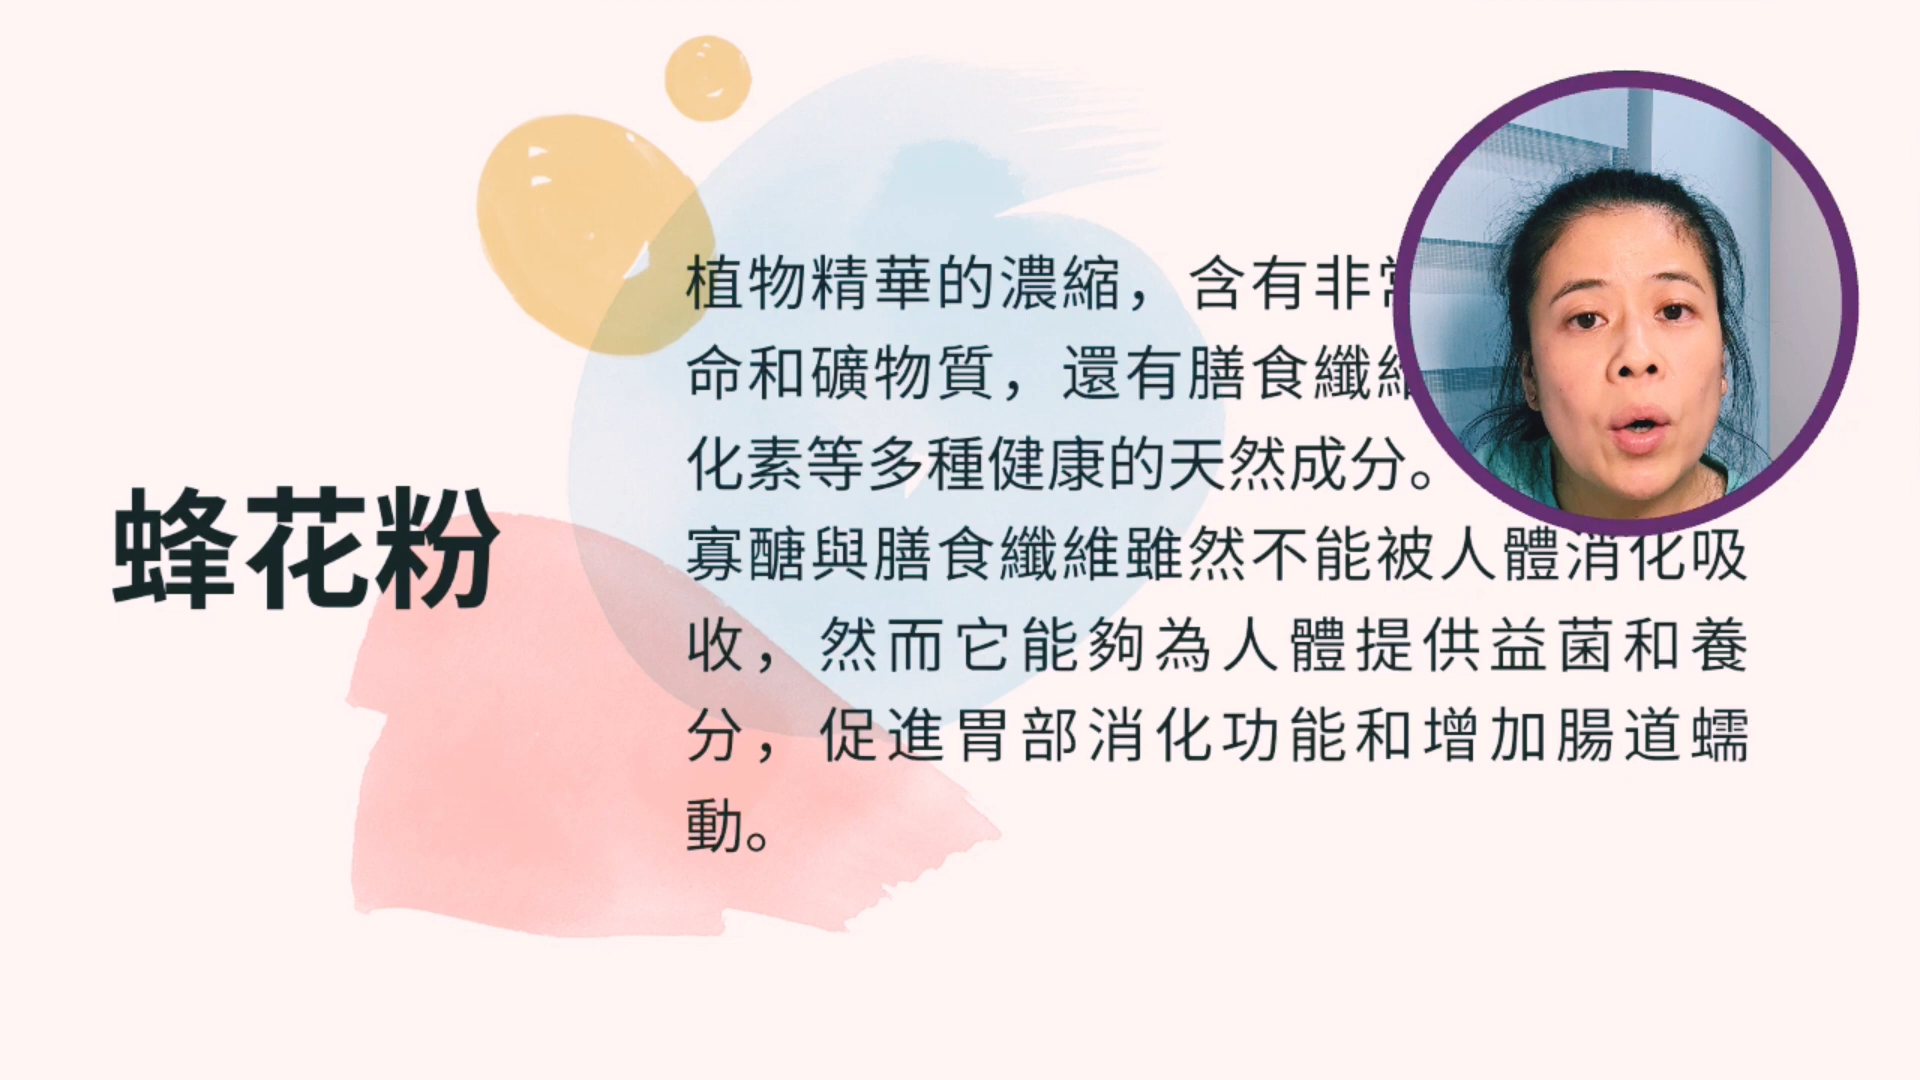 蜂花粉
植物精華的濃縮，含有非
命和礦物質，還有膳食纖
化素等多種健康的天然成分。
寡醣與膳食纖維雖然不能被人體消化吸
收，然而它能夠為人體提供益菌和養
分，促進胃部消化功能和增加腸道蠕
動。